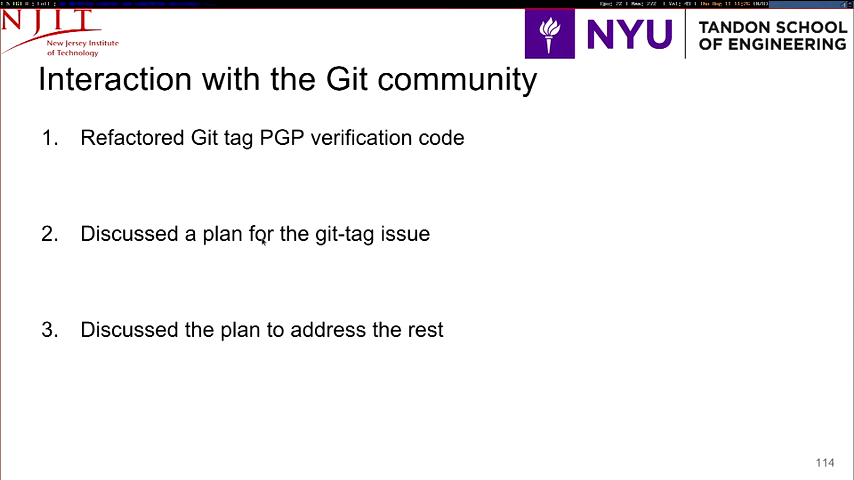 NJIT
New Jersey Institute
of Technology
NYU
TANDON SCHOOL
OF ENGINEERING
Interaction with the Git community
1. Refactored Git tag PGP verification code
2. Discussed a plan for the git-tag issue
3. Discussed the plan to address the rest
114